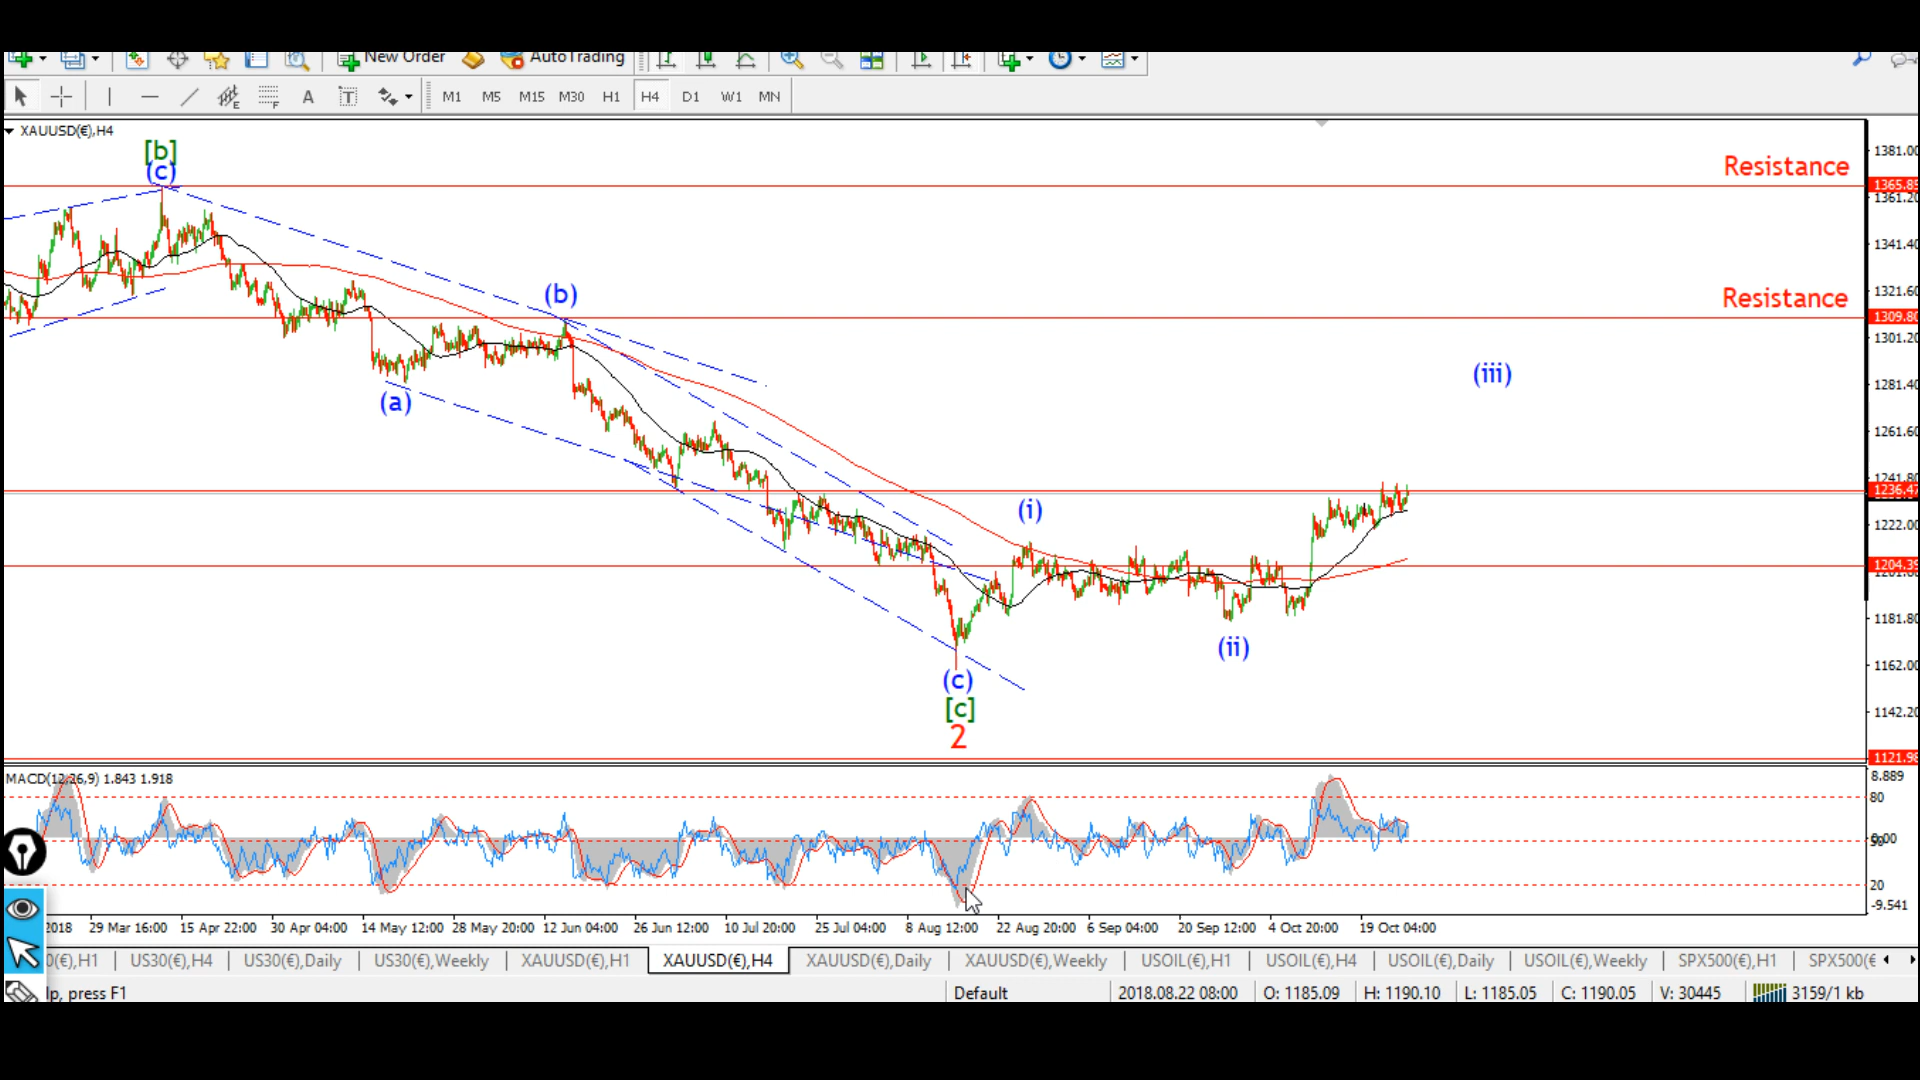 New Order AutoTrading
A T M1 M5 M15 M30 H1 H4 D1 W1 MN
XAUUSD(€),H4
[b]
(c)
(b)
(a)
(i)
(ii)
(iii)
(c)
[c]
2
Resistance
Resistance
1381.00
1365.85
1361.20
1341.40
1321.60
1309.80
1301.20
1281.40
1261.60
1241.80
1236.47
1222.00
1204.39
1181.80
1162.00
1142.20
1121.98
MACD(12,26,9) 1.843 1.918
8.889
80
20
-9.541
2018 29 Mar 16:00 15 Apr 22:00 30 Apr 04:00 14 May 12:00 28 May 20:00 12 Jun 04:00 26 Jun 12:00 10 Jul 20:00 25 Jul 04:00 8 Aug 12:00 22 Aug 20:00 6 Sep 04:00 20 Sep 12:00 4 Oct 20:00 19 Oct 04:00
0(€),H1 US30(€),H4 US30(€),Daily US30(€),Weekly XAUUSD(€),H1 XAUUSD(€),H4 XAUUSD(€),Daily XAUUSD(€),Weekly USOIL(€),H1 USOIL(€),H4 USOIL(€),Daily USOIL(€),Weekly SPX500(€),H1 SPX500(€
lp, press F1 Default 2018.08.22 08:00 O: 1185.09 H: 1190.10 L: 1185.05 C: 1190.05 V: 30445 3159/1 kb